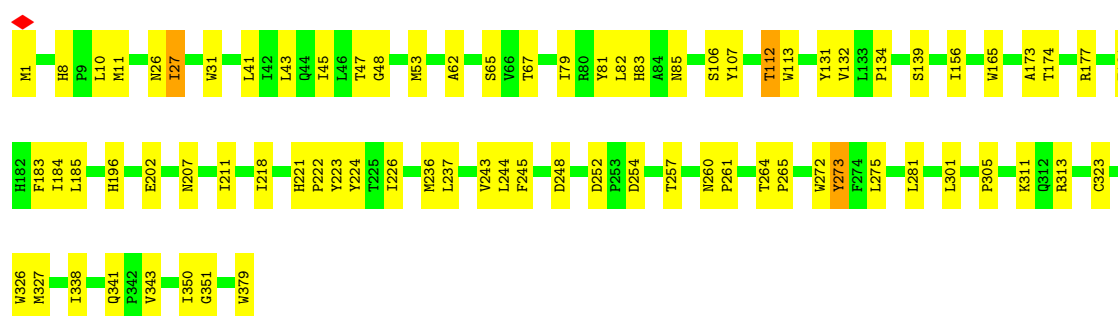 M1 H8 P9 L10 M11 N26 I27 W31 L41 I42 L43 Q44 I45 L46 T47 G48 M53 A62 S65 V66 T67 I79 R80 Y81 L82 H83 A84 N85 S106 Y107 T112 W113 Y131 V132 L133 P134 S139 I156 W165 A173 T174 R177
H182 F183 I184 L185 H196 E202 N207 I211 I218 H221 P222 Y223 Y224 T225 I226 M236 L237 V243 L244 F245 D248 D252 P253 D254 T257 N260 P261 T264 P265 W272 Y273 F274 L275 L281 L301 P305 K311 Q312 R313 C323
W326 M327 I338 Q341 P342 V343 I350 G351 W379